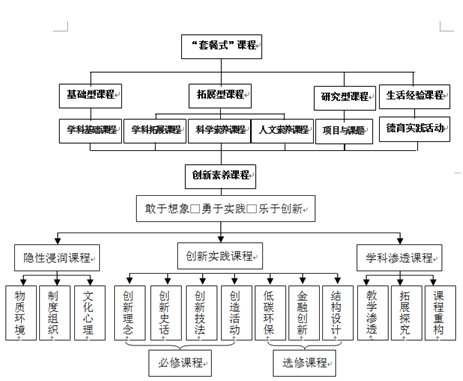 “套餐式”课程
基础型课程 拓展型课程 研究型课程 生活经验课程
学科基础课程 学科拓展课程 科学素养课程 人文素养课程 项目与课题 德育实践活动
创新素养课程
敢于想象□勇于实践□乐于创新
隐性浸润课程 创新实践课程 学科渗透课程
物质环境 制度组织 文化心理 创新理念 创新史话 创新技法 创造活动 低碳环保 金融创新 结构设计 教学渗透 拓展探究 课程重构
必修课程 选修课程